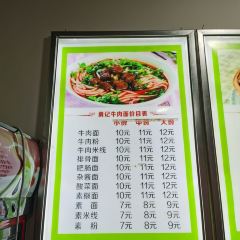 袁记牛肉面价目表
小碗 中碗 大碗
牛肉面 10元 11元 12元
牛肉粉 10元 11元 12元
牛肉米线 10元 11元 12元
排骨面 10元 11元 12元
肥肠面 10元 11元 12元
杂酱面 10元 11元 12元
酸菜面 10元 11元 12元
素臊面 10元 11元 12元
素面 7元 8元 9元
素米线 7元 8元 9元
素粉 7元 8元 9元